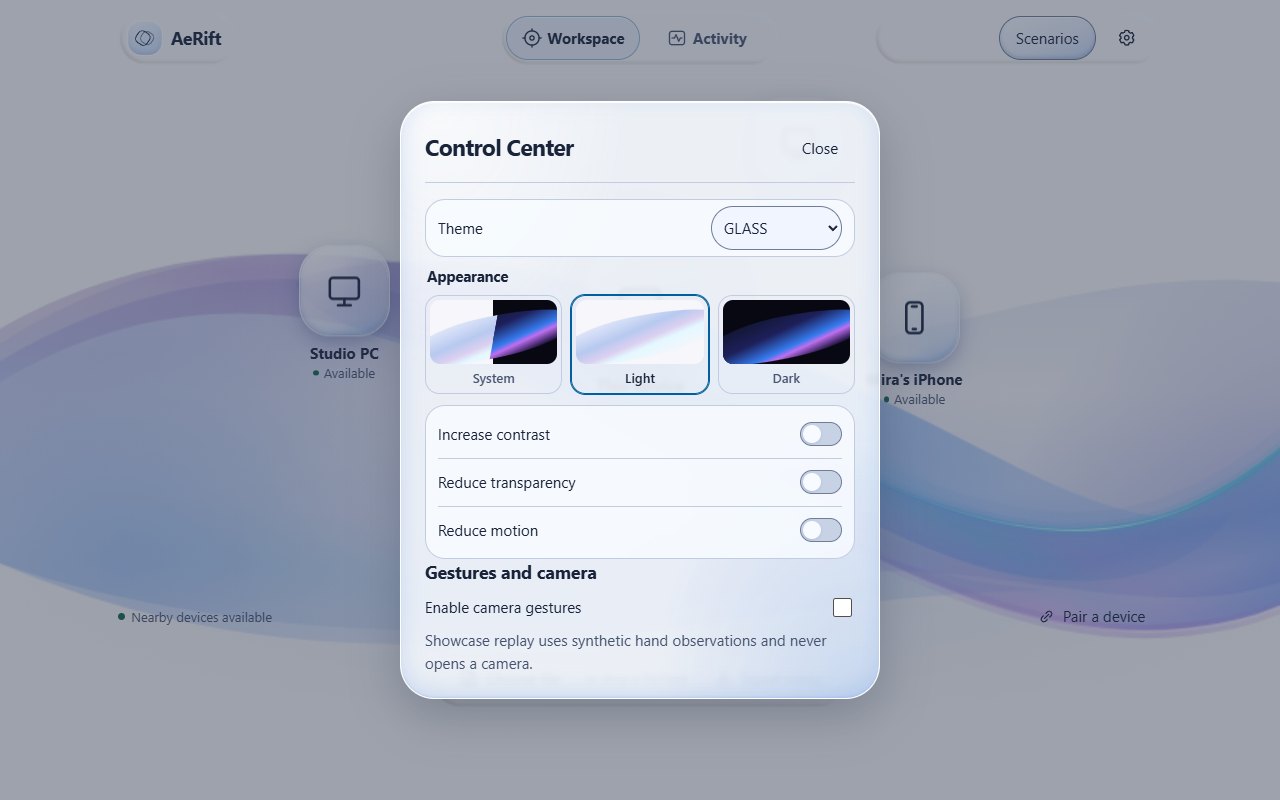 AeRift
Workspace
Activity
Scenarios
Control Center
Close
Theme
GLASS
Appearance
System
Light
Dark
Increase contrast
Reduce transparency
Reduce motion
Gestures and camera
Enable camera gestures
Showcase replay uses synthetic hand observations and never
opens a camera.
Studio PC
Available
ira's iPhone
Available
Nearby devices available
Pair a device